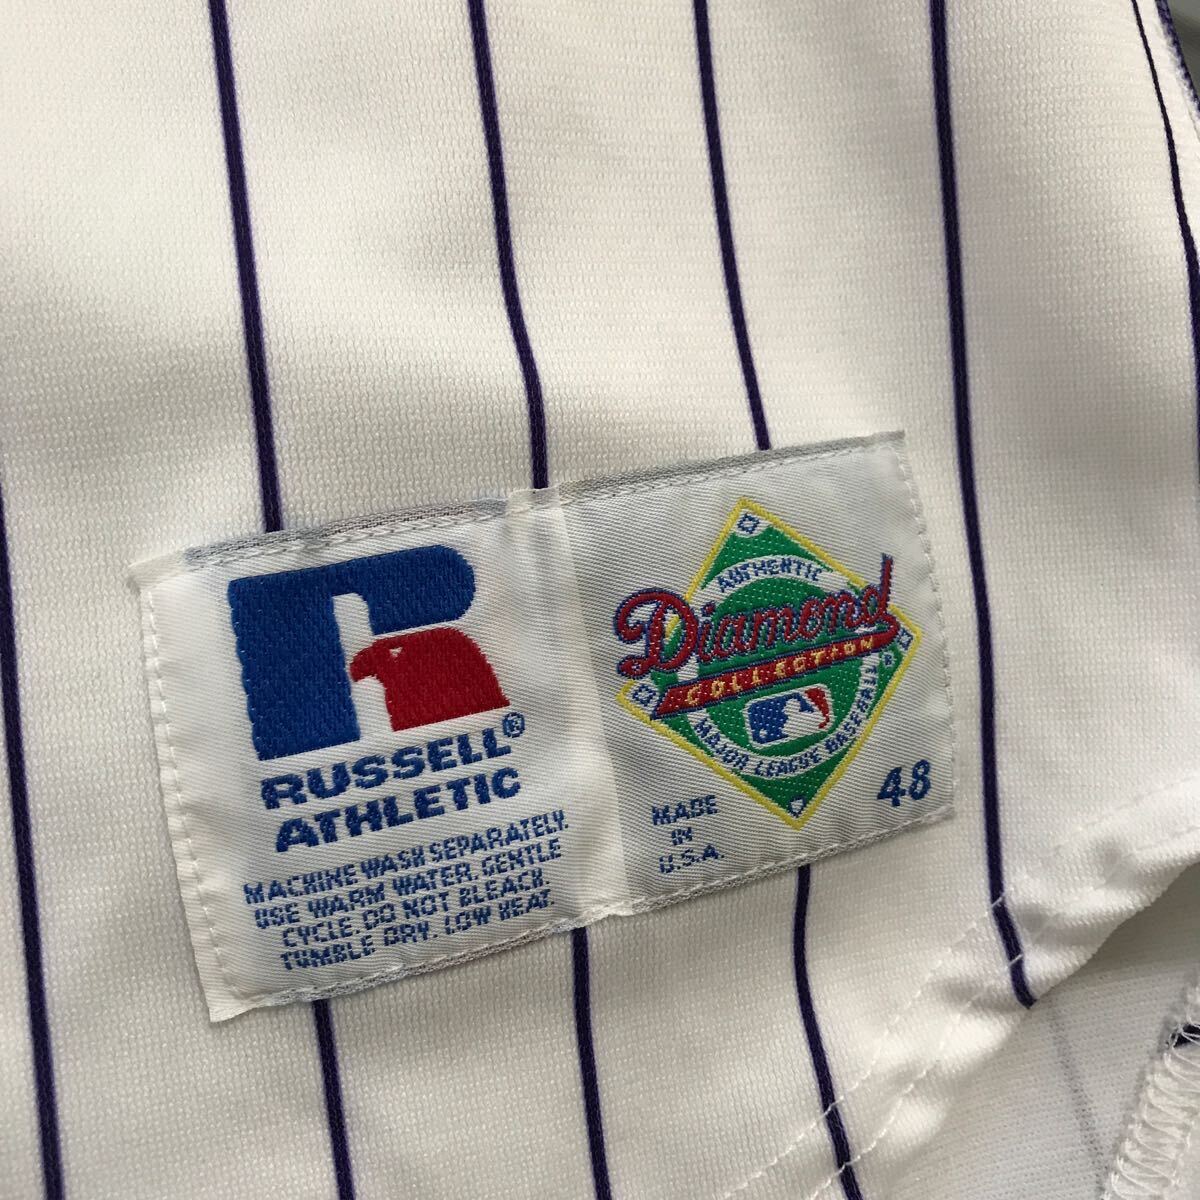 RUSSELL®
ATHLETIC
MACHINE WASH SEPARATELY.
USE WARM WATER. GENTLE
CYCLE. DO NOT BLEACH.
TUMBLE DRY. LOW HEAT.
AUTHENTIC
Diamond
COLLECTION
MAJOR LEAGUE BASEBALL®
MADE
IN
U.S.A.
48